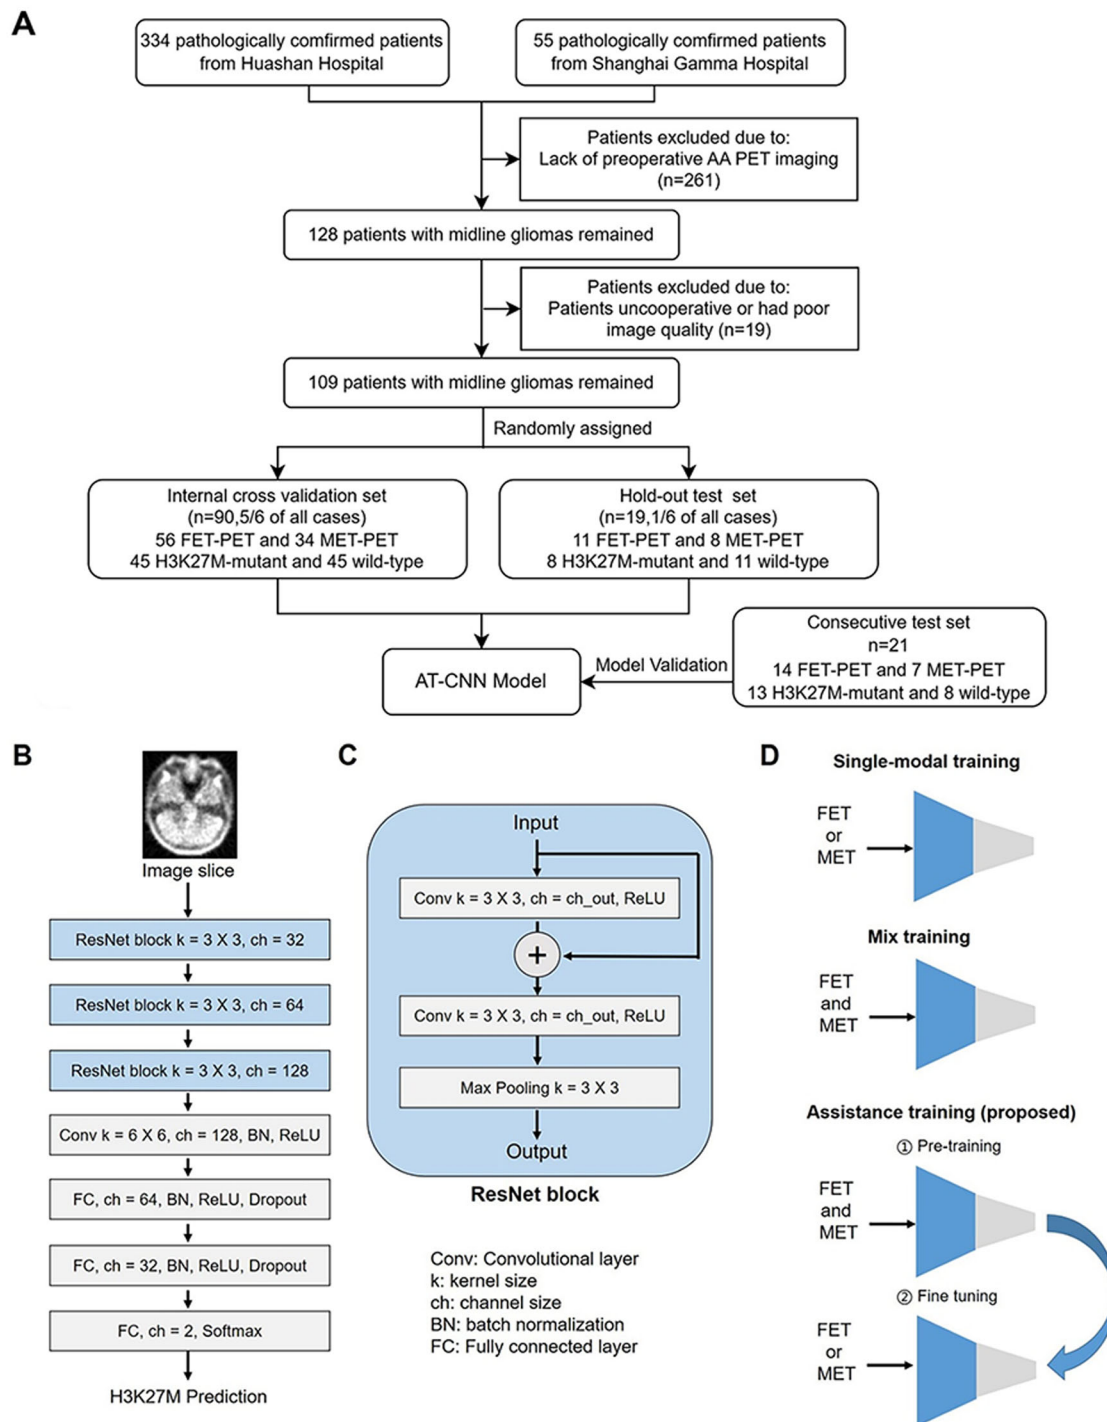 A
334 pathologically comfirmed patients
from Huashan Hospital
55 pathologically comfirmed patients
from Shanghai Gamma Hospital
Patients excluded due to:
Lack of preoperative AA PET imaging
(n=261)
128 patients with midline gliomas remained
Patients excluded due to:
Patients uncooperative or had poor
image quality (n=19)
109 patients with midline gliomas remained
Randomly assigned
Internal cross validation set
(n=90,5/6 of all cases)
56 FET-PET and 34 MET-PET
45 H3K27M-mutant and 45 wild-type
Hold-out test set
(n=19,1/6 of all cases)
11 FET-PET and 8 MET-PET
8 H3K27M-mutant and 11 wild-type
AT-CNN Model
Model Validation
Consecutive test set
n=21
14 FET-PET and 7 MET-PET
13 H3K27M-mutant and 8 wild-type
B
Image slice
ResNet block k = 3 X 3, ch = 32
ResNet block k = 3 X 3, ch = 64
ResNet block k = 3 X 3, ch = 128
Conv k = 6 X 6, ch = 128, BN, ReLU
FC, ch = 64, BN, ReLU, Dropout
FC, ch = 32, BN, ReLU, Dropout
FC, ch = 2, Softmax
H3K27M Prediction
C
Input
Conv k = 3 X 3, ch = ch_out, ReLU
+
Conv k = 3 X 3, ch = ch_out, ReLU
Max Pooling k = 3 X 3
Output
ResNet block
Conv: Convolutional layer
k: kernel size
ch: channel size
BN: batch normalization
FC: Fully connected layer
D
Single-modal training
FET
or
MET
Mix training
FET
and
MET
Assistance training (proposed)
① Pre-training
FET
and
MET
② Fine tuning
FET
or
MET